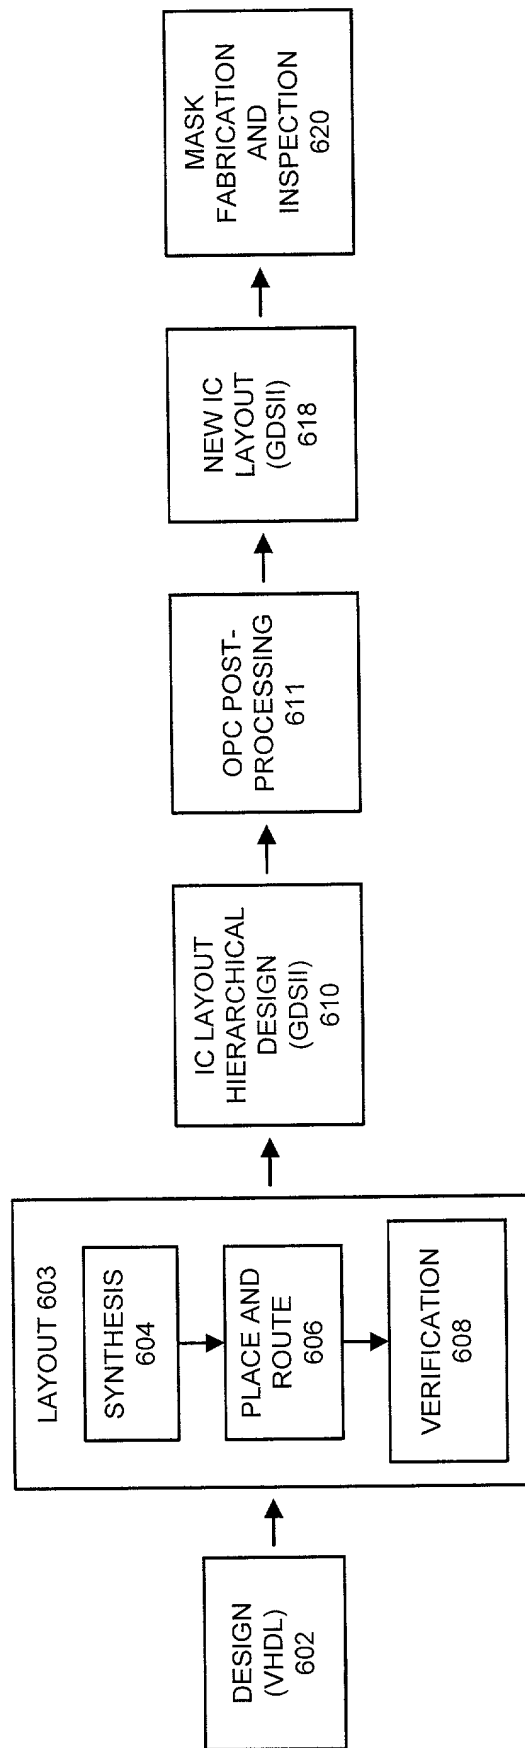 DESIGN
(VHDL)
602
LAYOUT 603
SYNTHESIS
604
PLACE AND
ROUTE
606
VERIFICATION
608
IC LAYOUT
HIERARCHICAL
DESIGN
(GDSII)
610
OPC POST-
PROCESSING
611
NEW IC
LAYOUT
(GDSII)
618
MASK
FABRICATION
AND
INSPECTION
620